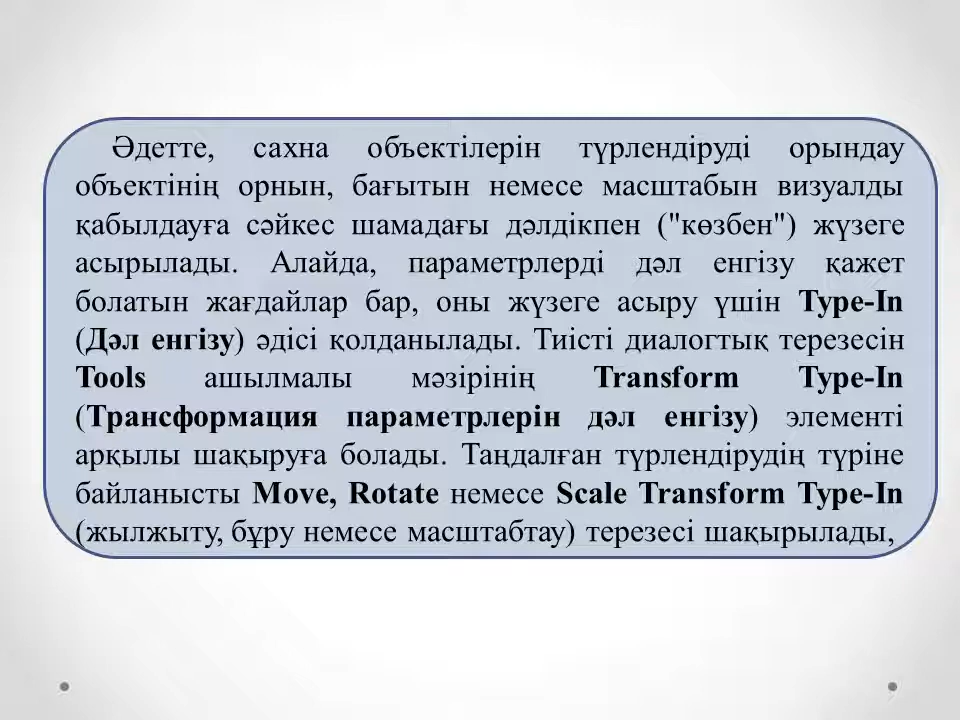 Әдетте, сахна объектілерін түрлендіруді орындау
объектінің орнын, бағытын немесе масштабын визуалды
қабылдауға сәйкес шамадағы дәлдікпен ("көзбен") жүзеге
асырылады. Алайда, параметрлерді дәл енгізу қажет
болатын жағдайлар бар, оны жүзеге асыру үшін Type-In
(Дәл енгізу) әдісі қолданылады. Тиісті диалогтық терезесін
Tools ашылмалы мәзірінің Transform Type-In
(Трансформация параметрлерін дәл енгізу) элементі
арқылы шақыруға болады. Таңдалған түрлендірудің түріне
байланысты Move, Rotate немесе Scale Transform Type-In
(жылжыту, бұру немесе масштабтау) терезесі шақырылады,